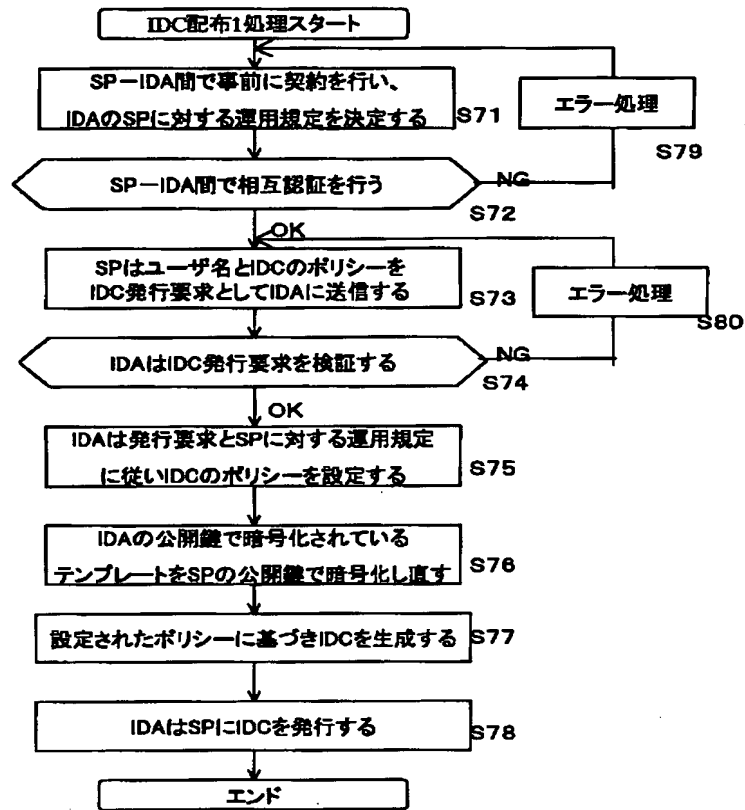 IDC配布1処理スタート
SP－IDA間で事前に契約を行い、
IDAのSPに対する運用規定を決定する
S71
エラー処理
S79
SP－IDA間で相互認証を行う
NG
S72
OK
SPはユーザ名とIDCのポリシーを
IDC発行要求としてIDAに送信する
S73
エラー処理
S80
IDAはIDC発行要求を検証する
NG
S74
OK
IDAは発行要求とSPに対する運用規定
に従いIDCのポリシーを設定する
S75
IDAの公開鍵で暗号化されている
テンプレートをSPの公開鍵で暗号化し直す
S76
設定されたポリシーに基づきIDCを生成する
S77
IDAはSPにIDCを発行する
S78
エンド